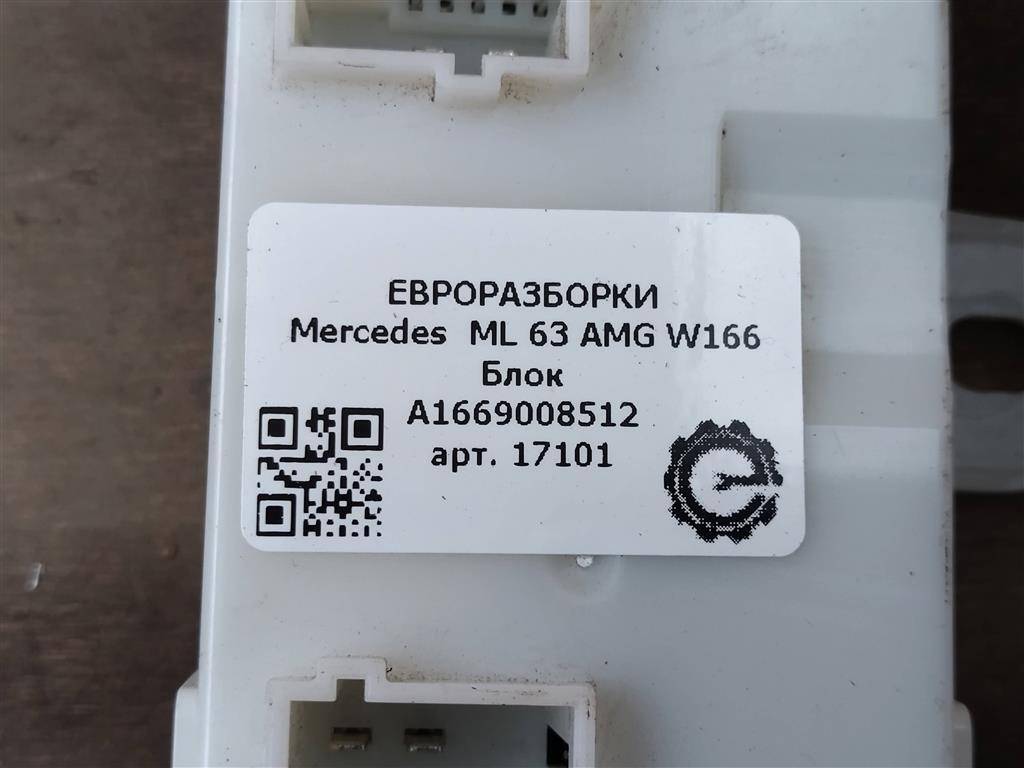 ЕВРОРАЗБОРКИ
Mercedes ML 63 AMG W166
Блок
A1669008512
арт. 17101